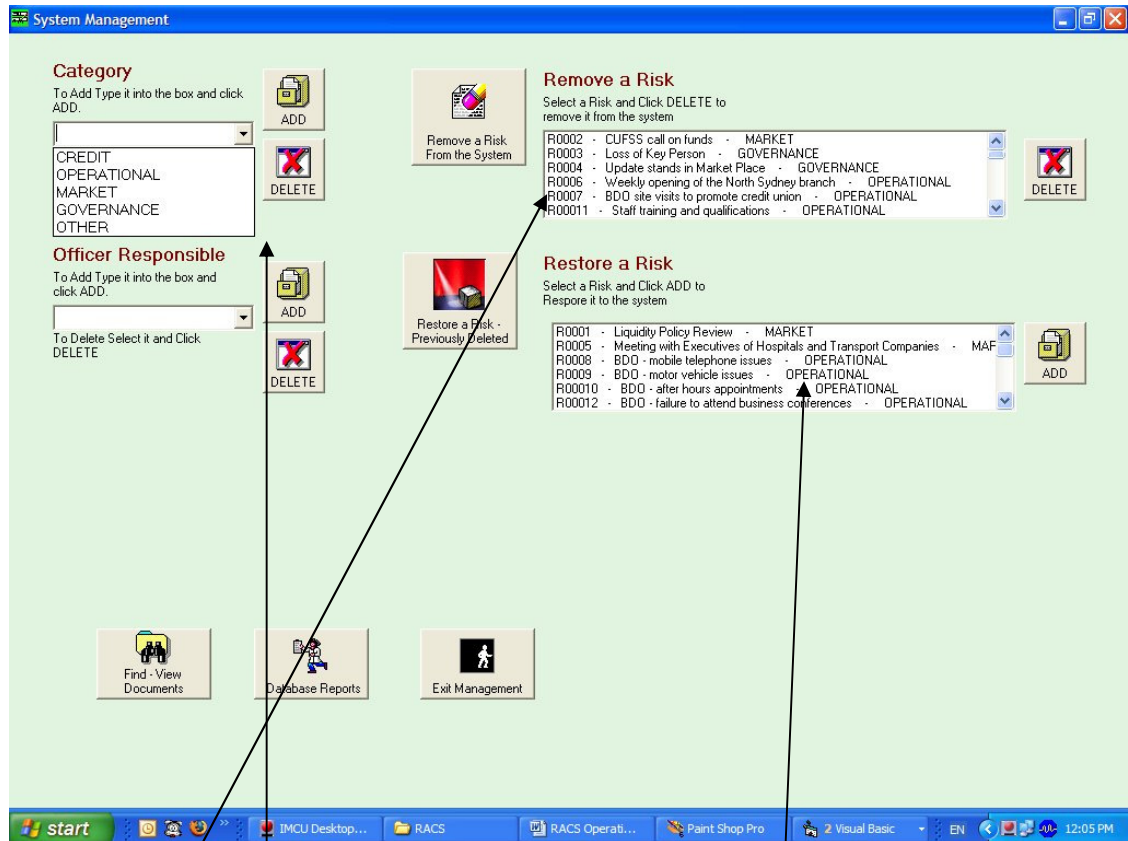 System Management
Category
To Add Type it into the box and click
ADD.
ADD
CREDIT
OPERATIONAL
MARKET
GOVERNANCE
OTHER
DELETE
Officer Responsible
To Add Type it into the box and
click ADD.
ADD
To Delete Select it and Click
DELETE
DELETE
Remove a Risk
From the System
Remove a Risk
Select a Risk and Click DELETE to
remove it from the system
R0002 - CUFSS call on funds - MARKET
R0003 - Loss of Key Person - GOVERNANCE
R0004 - Update stands in Market Place - GOVERNANCE
R0006 - Weekly opening of the North Sydney branch - OPERATIONAL
R0007 - BDO site visits to promote credit union - OPERATIONAL
R00011 - Staff training and qualifications - OPERATIONAL
DELETE
Restore a Risk -
Previously Deleted
Restore a Risk
Select a Risk and Click ADD to
Respore it to the system
R0001 - Liquidity Policy Review - MARKET
R0005 - Meeting with Executives of Hospitals and Transport Companies - MAF
R0008 - BDO - mobile telephone issues - OPERATIONAL
R0009 - BDO - motor vehicle issues - OPERATIONAL
R00010 - BDO - after hours appointments - OPERATIONAL
R00012 - BDO - failure to attend business conferences - OPERATIONAL
ADD
Find - View
Documents
Database Reports
Exit Management
start
IMCU Desktop...
RACS
RACS Operati...
Paint Shop Pro
2 Visual Basic
EN
12:05 PM